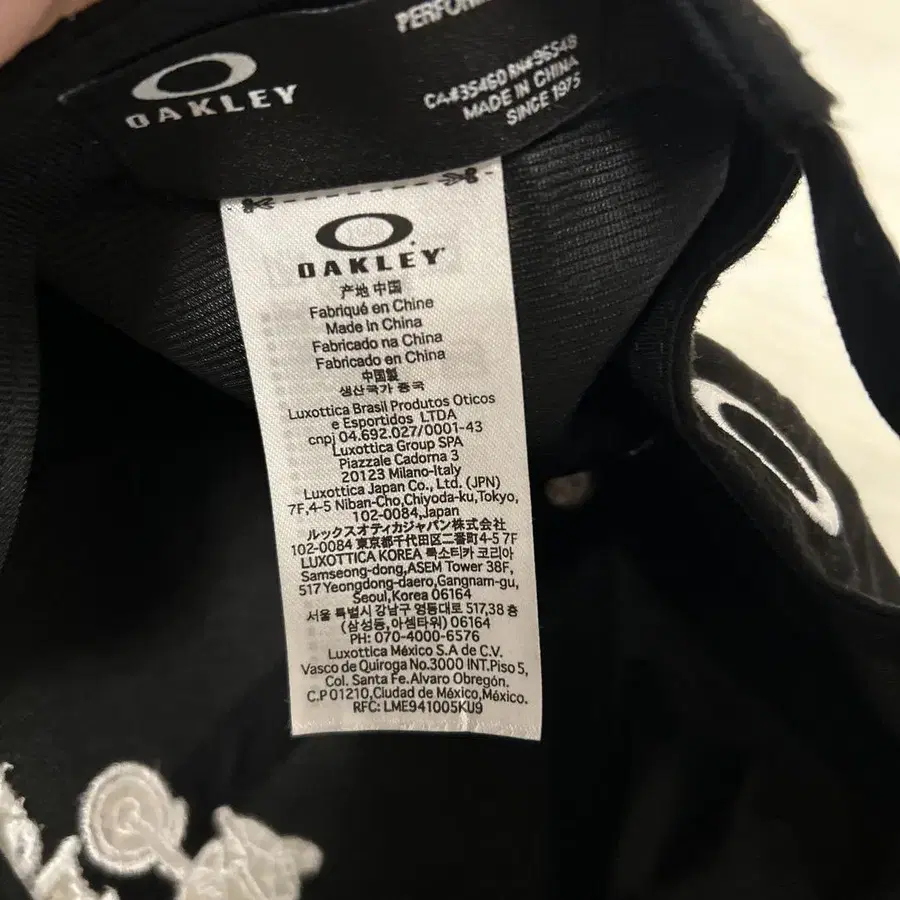 OAKLEY
CA.#35460 RN#96548
MADE IN CHINA
SINCE 1975
OAKLEY
产地 中国
Fabriqué en Chine
Made In China
Fabricado na China
Fabricado en China
中国製
생산국가 중국
Luxottica Brasil Produtos Oticos
e Esportidos LTDA
cnpj 04.692.027/0001-43
Luxottica Group SPA
Piazzale Cadorna 3
20123 Milano-Italy
Luxottica Japan Co., Ltd. (JPN)
7F,4-5 Niban-Cho,Chiyoda-ku,Tokyo,
102-0084,Japan
ルックスオティカジャパン株式会社
102-0084 東京都千代田区二番町4-5 7F
LUXOTTICA KOREA 룩소티카 코리아
Samseong-dong,ASEM Tower 38F,
517 Yeongdong-daero,Gangnam-gu,
Seoul,Korea 06164
서울 특별시 강남구 영동대로 517,38 층
(삼성동,아셈타워) 06164
PH: 070-4000-6576
Luxottica México S.A de C.V.
Vasco de Quiroga No.3000 INT.Piso 5,
Col. Santa Fe.Alvaro Obregón,
C.P 01210,Ciudad de México,México.
RFC: LME941005KU9